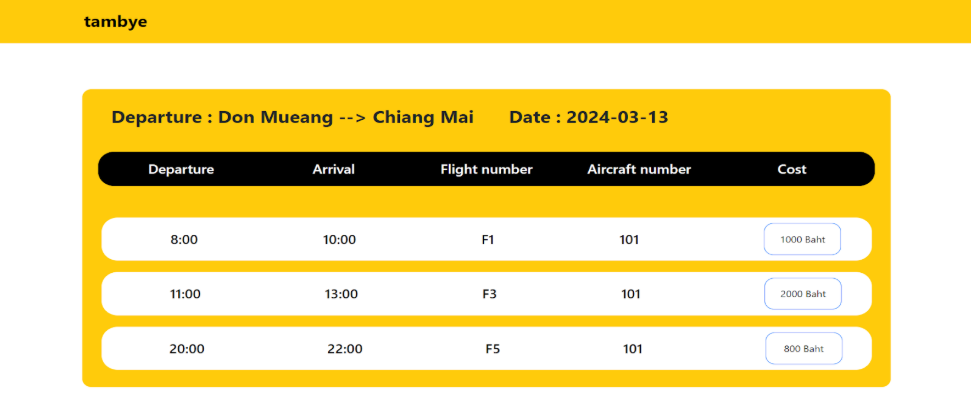 tambye
Departure : Don Mueang --> Chiang Mai Date : 2024-03-13
Departure Arrival Flight number Aircraft number Cost
8:00 10:00 F1 101 1000 Baht
11:00 13:00 F3 101 2000 Baht
20:00 22:00 F5 101 800 Baht